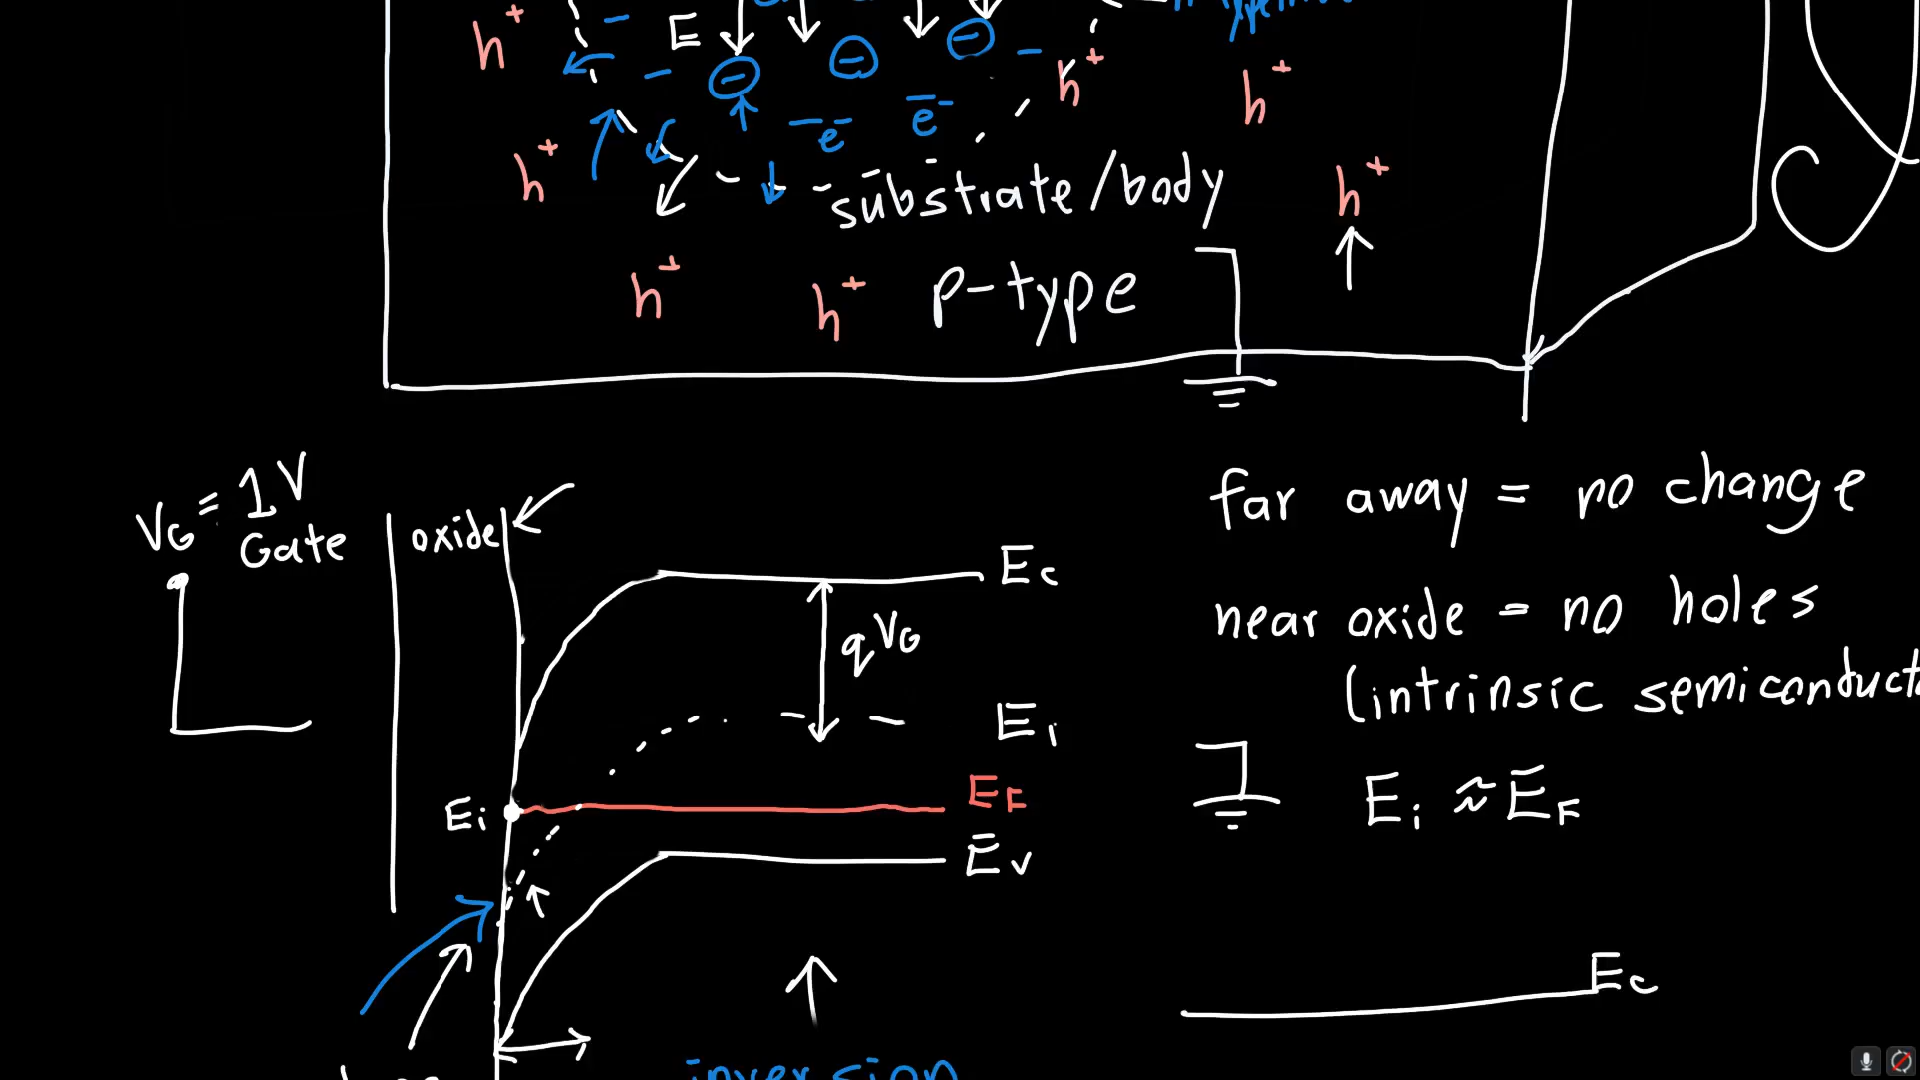 h+
E
h+
h+
h+
e-
e-
substrate/body
h+
h+
h+
p-type
VG = 1V
Gate
oxide
far away = no change
Ec
near oxide = no holes
qVG
(intrinsic semiconduct
Ei
EF
Ei
Ei ≈ EF
Ev
Ec
inversion